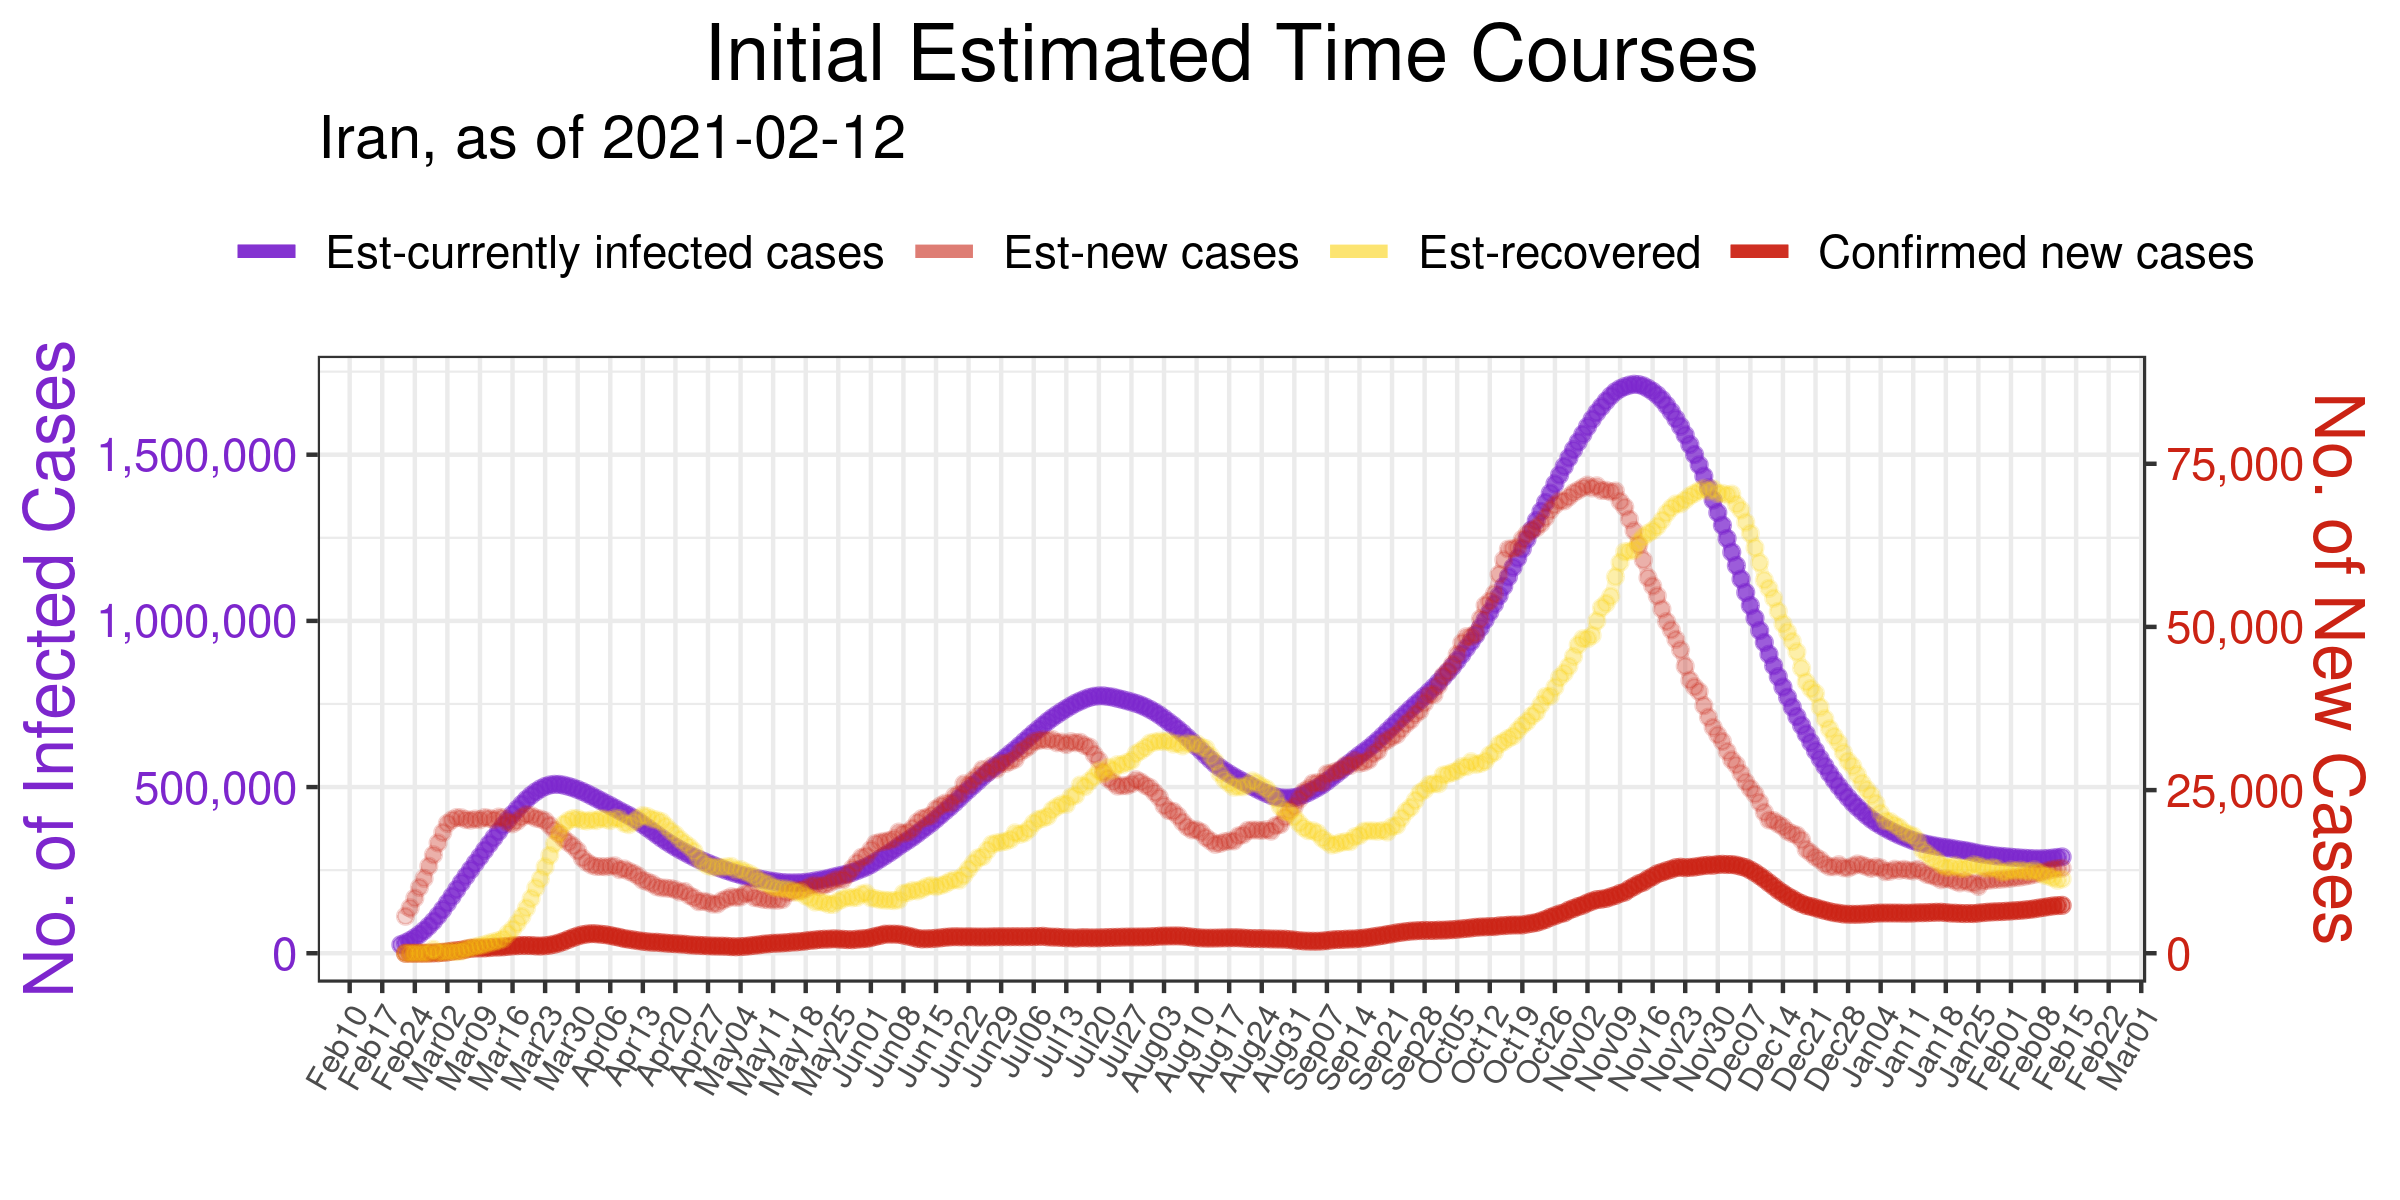 Initial Estimated Time Courses
Iran, as of 2021-02-12
Est-currently infected cases Est-new cases Est-recovered Confirmed new cases
No. of Infected Cases
1,500,000
1,000,000
500,000
0
75,000
50,000
25,000
0
No. of New Cases
Feb10 Feb17 Feb24 Mar02 Mar09 Mar16 Mar23 Mar30 Apr06 Apr13 Apr20 Apr27 May04 May11 May18 May25 Jun01 Jun08 Jun15 Jun22 Jun29 Jul06 Jul13 Jul20 Jul27 Aug03 Aug10 Aug17 Aug24 Aug31 Sep07 Sep14 Sep21 Sep28 Oct05 Oct12 Oct19 Oct26 Nov02 Nov09 Nov16 Nov23 Nov30 Dec07 Dec14 Dec21 Dec28 Jan04 Jan11 Jan18 Jan25 Feb01 Feb08 Feb15 Feb22 Mar01